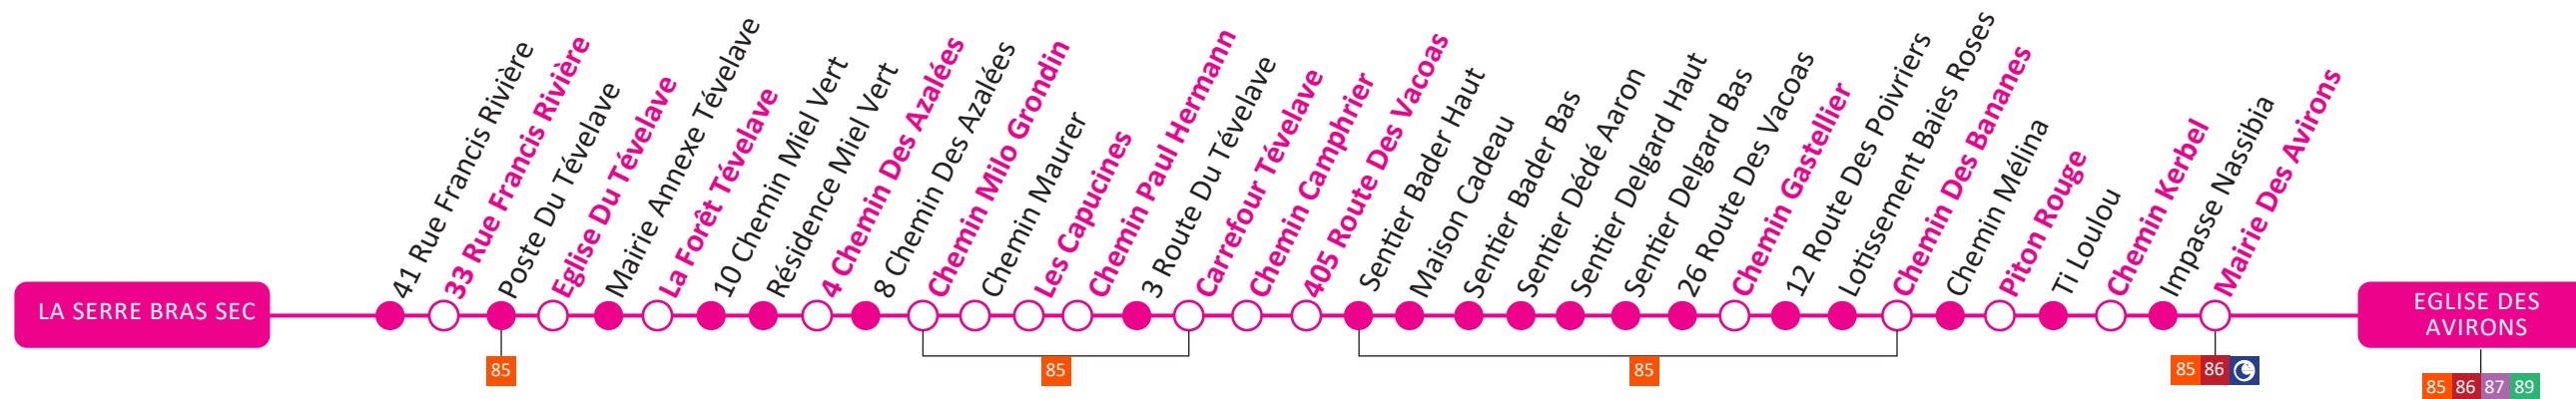 LA SERRE BRAS SEC
41 Rue Francis Rivière
33 Rue Francis Rivière
Poste Du Tévelave
Eglise Du Tévelave
Mairie Annexe Tévelave
La Forêt Tévelave
10 Chemin Miel Vert
Résidence Miel Vert
4 Chemin Des Azalées
8 Chemin Des Azalées
Chemin Milo Grondin
Chemin Maurer
Les Capucines
Chemin Paul Hermann
3 Route Du Tévelave
Carrefour Tévelave
Chemin Camphrier
405 Route Des Vacoas
Sentier Bader Haut
Maison Cadeau
Sentier Bader Bas
Sentier Dédé Aaron
Sentier Delgard Haut
Sentier Delgard Bas
26 Route Des Vacoas
Chemin Gastellier
12 Route Des Poivriers
Lotissement Baies Roses
Chemin Des Bananes
Chemin Mélina
Piton Rouge
Ti Loulou
Chemin Kerbel
Impasse Nassibia
Mairie Des Avirons
EGLISE DES
AVIRONS
85
85
85
85 86
85 86 87 89